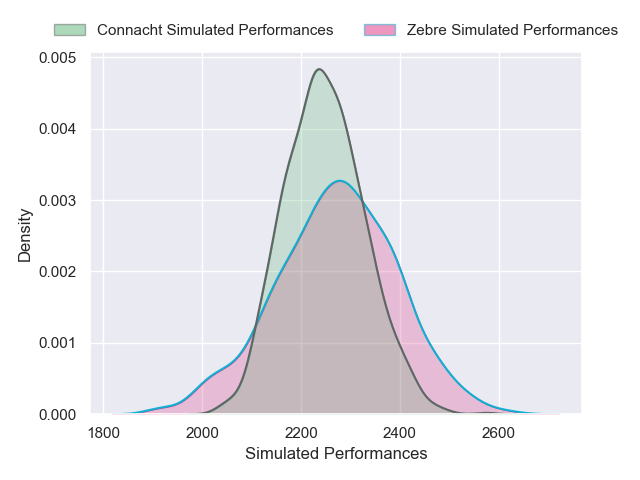 Connacht Simulated Performances Zebre Simulated Performances
0.005
0.004
0.003
0.002
0.001
0.000
Density
1800 2000 2200 2400 2600
Simulated Performances